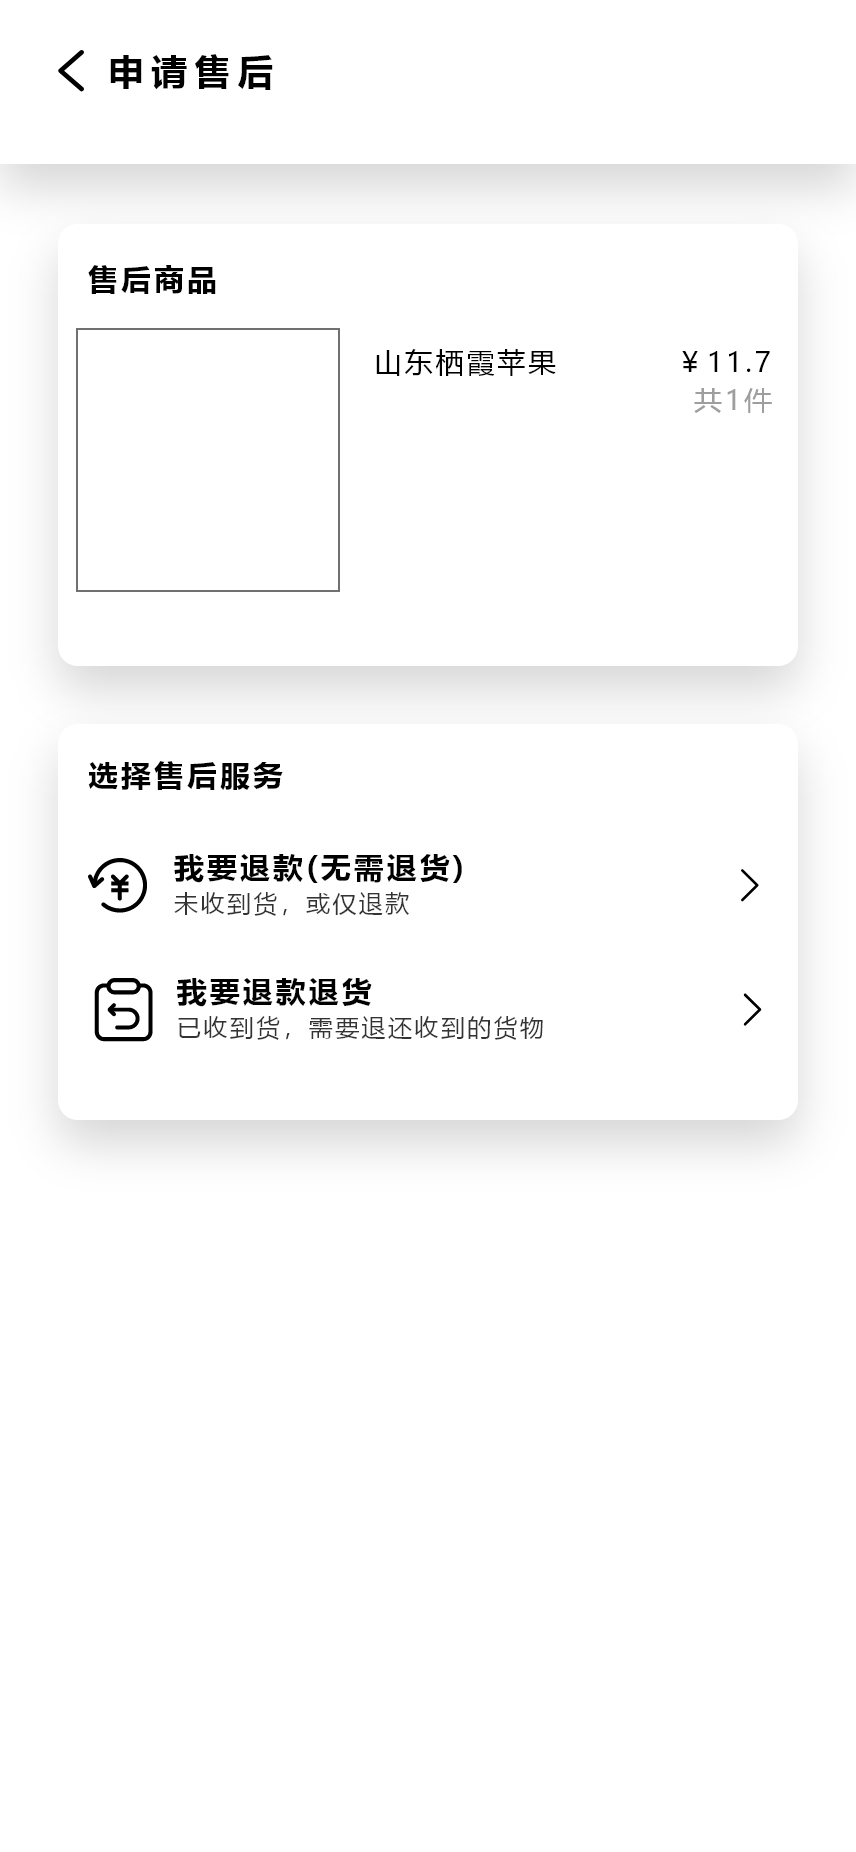 申请售后
售后商品
山东栖霞苹果 ¥ 11.7
共1件
选择售后服务
我要退款(无需退货)
未收到货，或仅退款
我要退款退货
已收到货，需要退还收到的货物